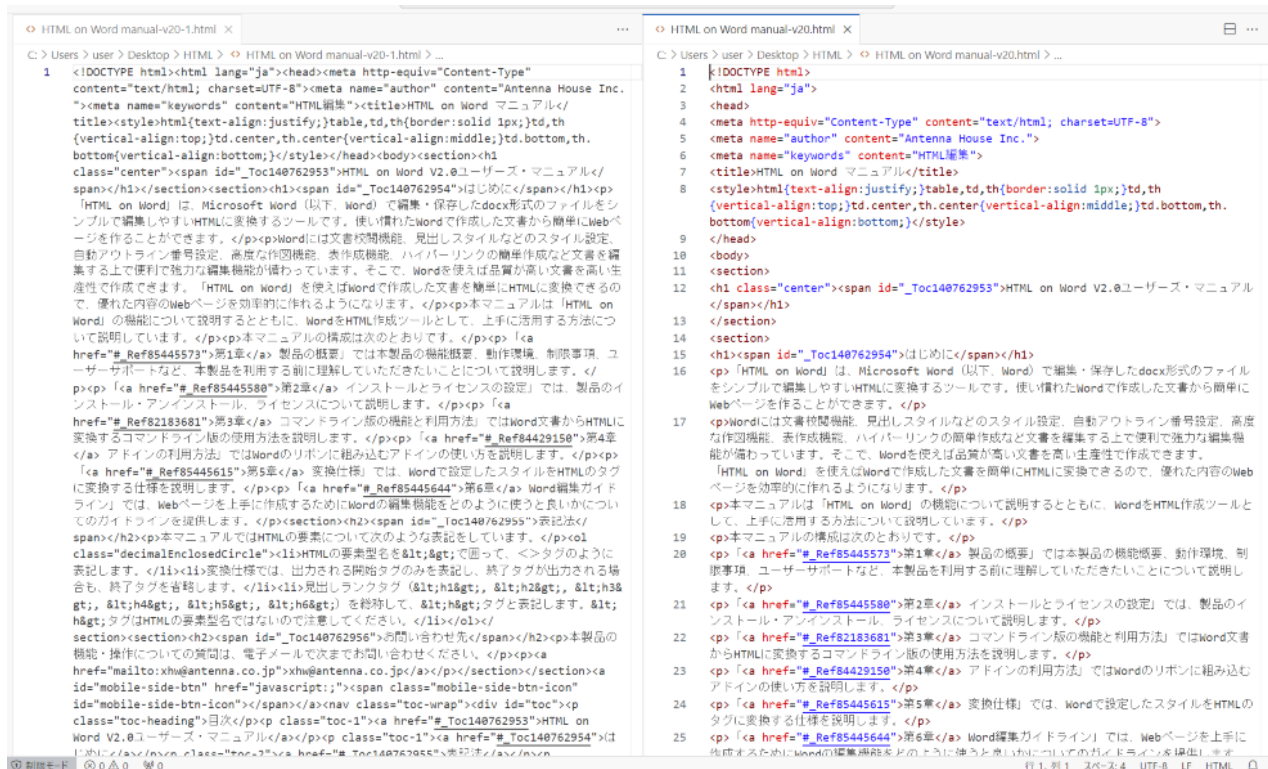 HTML on Word manual-v20-1.html
C: > Users > user > Desktop > HTML > HTML on Word manual-v20-1.html > ...
1 <!DOCTYPE html><html lang="ja"><head><meta http-equiv="Content-Type"
content="text/html; charset=UTF-8"><meta name="author" content="Antenna House Inc.
"><meta name="keywords" content="HTML編集"><title>HTML on Word マニュアル</
title><style>html{text-align:justify;}table,td,th{border:solid 1px;}td,th
{vertical-align:top;}td.center,th.center{vertical-align:middle;}td.bottom,th.
bottom{vertical-align:bottom;}</style></head><body><section><h1
class="center"><span id="_Toc140762953">HTML on Word V2.0ユーザーズ・マニュアル</
span></h1></section><section><h1><span id="_Toc140762954">はじめに</span></h1><p>
「HTML on Word」は、Microsoft Word（以下、Word）で編集・保存したdocx形式のファイルをシ
ンプルで編集しやすいHTMLに変換するツールです。使い慣れたWordで作成した文書から簡単にWebペ
ージを作ることができます。</p><p>Wordには文書校閲機能、見出しスタイルなどのスタイル設定、
自動アウトライン番号設定、高度な作図機能、表作成機能、ハイパーリンクの簡単作成など文書を編
集する上で便利で強力な編集機能が備わっています。そこで、Wordを使えば品質が高い文書を高い生
産性で作成できます。「HTML on Word」を使えばWordで作成した文書を簡単にHTMLに変換できるの
で、優れた内容のWebページを効率的に作れるようになります。</p><p>本マニュアルは「HTML on
Word」の機能について説明するとともに、WordをHTML作成ツールとして、上手に活用する方法につ
いて説明しています。</p><p>本マニュアルの構成は次のとおりです。</p><p>「<a
href="#_Ref85445573">第1章</a> 製品の概要」では本製品の機能概要、動作環境、制限事項、ユ
ーザーサポートなど、本製品を利用する前に理解していただきたいことについて説明します。</
p><p>「<a href="#_Ref85445580">第2章</a> インストールとライセンスの設定」では、製品のイ
ンストール・アンインストール、ライセンスについて説明します。</p><p>「<a
href="#_Ref82183681">第3章</a> コマンドライン版の機能と利用方法」ではWord文書からHTMLに
変換するコマンドライン版の使用方法を説明します。</p><p>「<a href="#_Ref84429150">第4章
</a> アドインの利用方法」ではWordのリボンに組み込むアドインの使い方を説明します。</p><p>
「<a href="#_Ref85445615">第5章</a> 変換仕様」では、Wordで設定したスタイルをHTMLのタグ
に変換する仕様を説明します。</p><p>「<a href="#_Ref85445644">第6章</a> Word編集ガイド
ライン」では、Webページを上手に作成するためにWordの編集機能をどのように使うと良いかについ
てのガイドラインを提供します。</p><section><h2><span id="_Toc140762955">表記法</
span></h2><p>本マニュアルではHTMLの要素について次のような表記をしています。</p><ol
class="decimalEnclosedCircle"><li>HTMLの要素型名を&lt;&gt;で囲って、<>タグのように
表記します。</li><li>変換仕様では、出力される開始タグのみを表記し、終了タグが出力される場
合も、終了タグを省略します。</li><li>見出しランクタグ（&lt;h1&gt;, &lt;h2&gt;, &lt;h3&
gt;, &lt;h4&gt;, &lt;h5&gt;, &lt;h6&gt;）を総称して、&lt;h&gt;タグと表記します。&lt;
h&gt;タグはHTMLの要素型名ではないので注意してください。</li></ol></
section><section><h2><span id="_Toc140762956">お問い合わせ先</span></h2><p>本製品の
機能・操作についての質問は、電子メールで次までお問い合わせください。</p><p><a
href="mailto:xhw@antenna.co.jp">xhw@antenna.co.jp</a></p></section></section><a
id="mobile-side-btn" href="javascript:;"><span class="mobile-side-btn-icon"
id="mobile-side-btn-icon"></span></a><nav class="toc-wrap"><div id="toc"><p
class="toc-heading">目次</p><p class="toc-1"><a href="#_Toc140762953">HTML on
Word V2.0ユーザーズ・マニュアル</a></p><p class="toc-1"><a href="#_Toc140762954">は
じめに</a></p><p class="toc-2"><a href="#_Toc140762955">表記法</a></p><p
HTML on Word manual-v20.html
C: > Users > user > Desktop > HTML > HTML on Word manual-v20.html > ...
1 <!DOCTYPE html>
2 <html lang="ja">
3 <head>
4 <meta http-equiv="Content-Type" content="text/html; charset=UTF-8">
5 <meta name="author" content="Antenna House Inc.">
6 <meta name="keywords" content="HTML編集">
7 <title>HTML on Word マニュアル</title>
8 <style>html{text-align:justify;}table,td,th{border:solid 1px;}td,th
{vertical-align:top;}td.center,th.center{vertical-align:middle;}td.bottom,th.
bottom{vertical-align:bottom;}</style>
9 </head>
10 <body>
11 <section>
12 <h1 class="center"><span id="_Toc140762953">HTML on Word V2.0ユーザーズ・マニュアル
</span></h1>
13 </section>
14 <section>
15 <h1><span id="_Toc140762954">はじめに</span></h1>
16 <p>「HTML on Word」は、Microsoft Word（以下、Word）で編集・保存したdocx形式のファイル
をシンプルで編集しやすいHTMLに変換するツールです。使い慣れたWordで作成した文書から簡単に
Webページを作ることができます。</p>
17 <p>Wordには文書校閲機能、見出しスタイルなどのスタイル設定、自動アウトライン番号設定、高度
な作図機能、表作成機能、ハイパーリンクの簡単作成など文書を編集する上で便利で強力な編集機
能が備わっています。そこで、Wordを使えば品質が高い文書を高い生産性で作成できます。
「HTML on Word」を使えばWordで作成した文書を簡単にHTMLに変換できるので、優れた内容のWeb
ページを効率的に作れるようになります。</p>
18 <p>本マニュアルは「HTML on Word」の機能について説明するとともに、WordをHTML作成ツールと
して、上手に活用する方法について説明しています。</p>
19 <p>本マニュアルの構成は次のとおりです。</p>
20 <p>「<a href="#_Ref85445573">第1章</a> 製品の概要」では本製品の機能概要、動作環境、制
限事項、ユーザーサポートなど、本製品を利用する前に理解していただきたいことについて説明し
ます。</p>
21 <p>「<a href="#_Ref85445580">第2章</a> インストールとライセンスの設定」では、製品のイ
ンストール・アンインストール、ライセンスについて説明します。</p>
22 <p>「<a href="#_Ref82183681">第3章</a> コマンドライン版の機能と利用方法」ではWord文書
からHTMLに変換するコマンドライン版の使用方法を説明します。</p>
23 <p>「<a href="#_Ref84429150">第4章</a> アドインの利用方法」ではWordのリボンに組み込む
アドインの使い方を説明します。</p>
24 <p>「<a href="#_Ref85445615">第5章</a> 変換仕様」では、Wordで設定したスタイルをHTMLの
タグに変換する仕様を説明します。</p>
25 <p>「<a href="#_Ref85445644">第6章</a> Word編集ガイドライン」では、Webページを上手に
作成するためにWordの編集機能をどのように使うと良いかについてのガイドラインを提供します
制限モード 0 0 0 行 1、列 1 スペース: 4 UTF-8 LF HTML